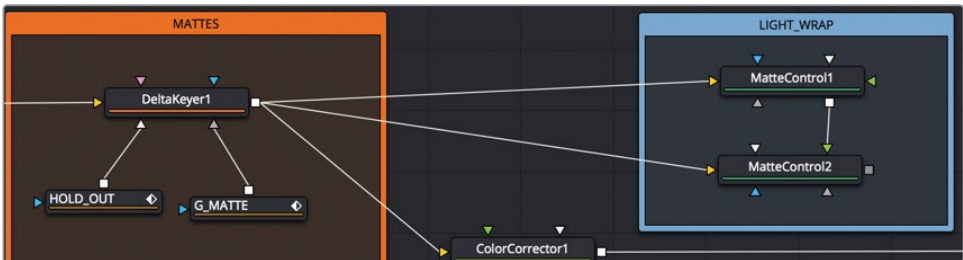 MATTES
LIGHT_WRAP
MatteControl1
DeltaKeyer1
MatteControl2
HOLD_OUT
G_MATTE
ColorCorrector1